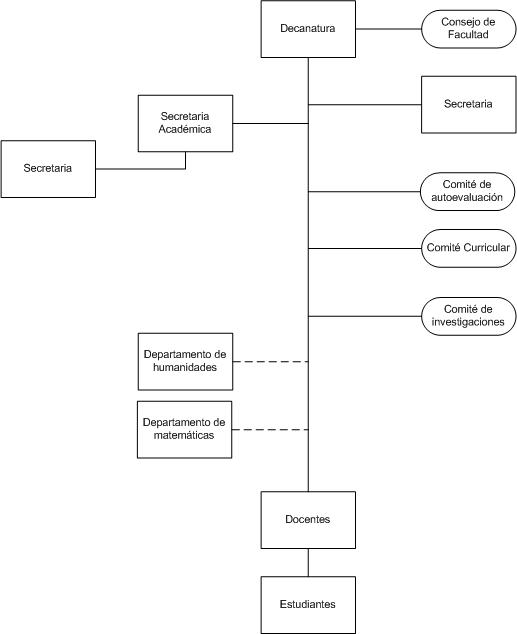 Decanatura
Consejo de
Facultad
Secretaria
Secretaria
Académica
Secretaria
Comité de
autoevaluación
Comité Curricular
Comité de
investigaciones
Departamento de
humanidades
Departamento de
matemáticas
Docentes
Estudiantes